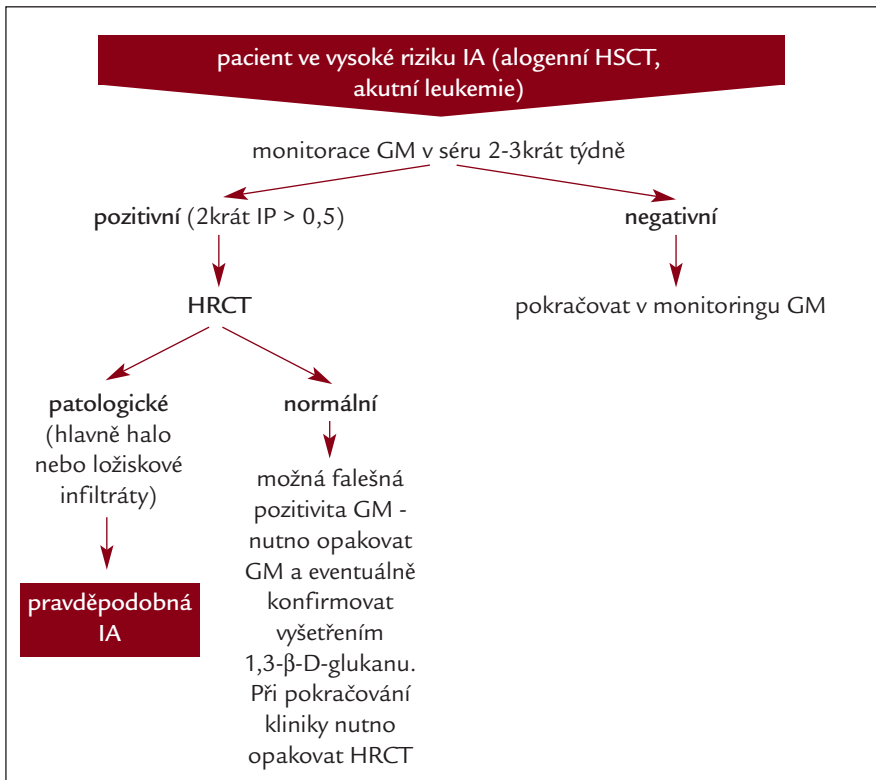 pacient ve vysoké riziku IA (alogenní HSCT,
akutní leukemie)
monitorace GM v séru 2-3krát týdně
pozitivní (2krát IP > 0,5)
negativní
HRCT
pokračovat v monitoringu GM
patologické
(hlavně halo
nebo ložiskové
infiltráty)
pravděpodobná
IA
normální
možná falešná
pozitivita GM -
nutno opakovat
GM a eventuálně
konfirmovat
vyšetřením
1,3-β-D-glukanu.
Při pokračování
kliniky nutno
opakovat HRCT